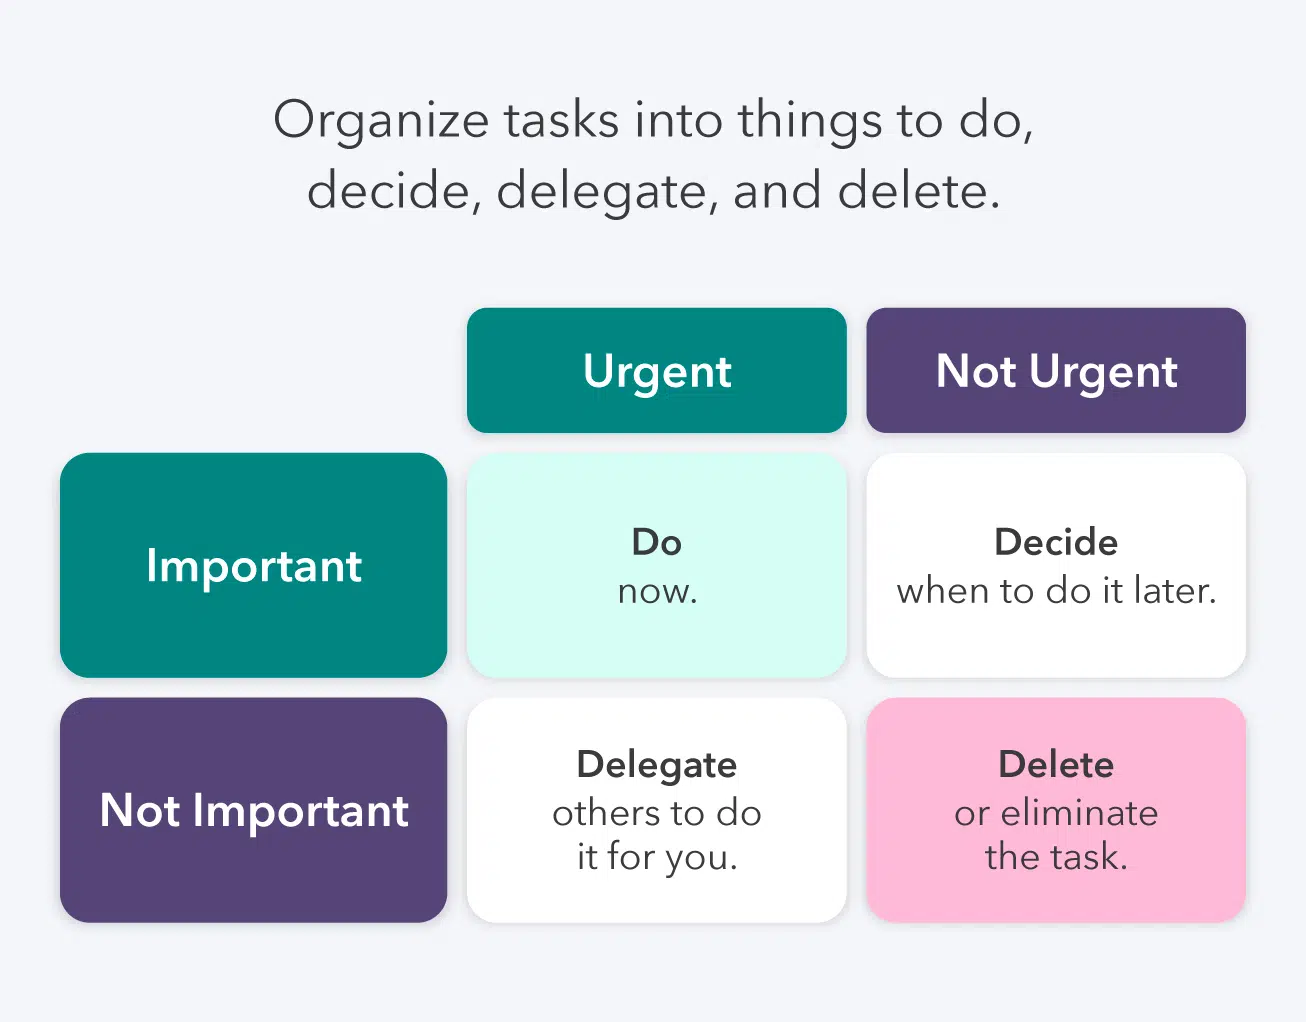 Organize tasks into things to do,
decide, delegate, and delete.
Urgent
Not Urgent
Important
Do
now.
Decide
when to do it later.
Not Important
Delegate
others to do
it for you.
Delete
or eliminate
the task.